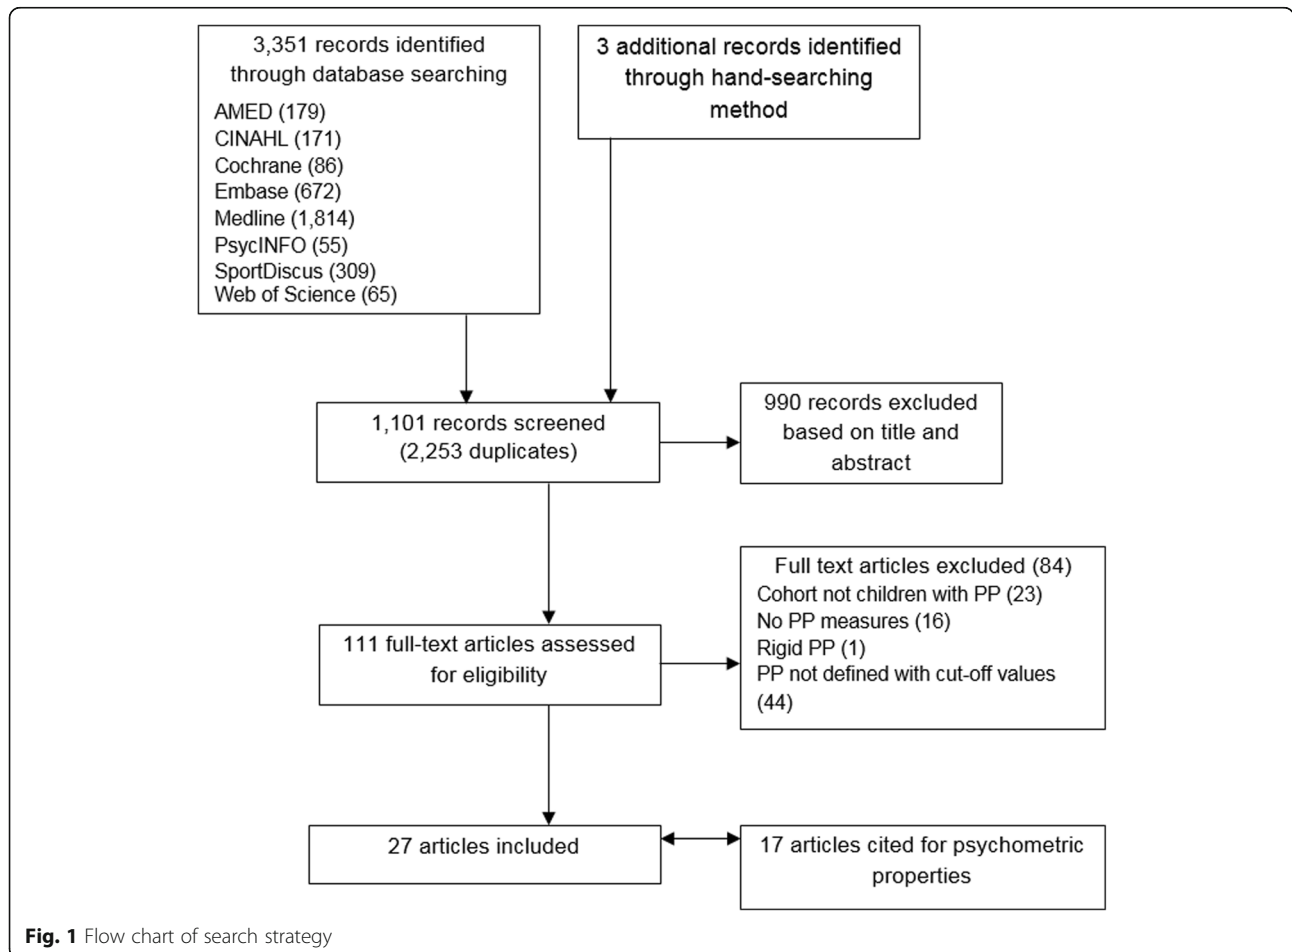 3,351 records identified
through database searching
AMED (179)
CINAHL (171)
Cochrane (86)
Embase (672)
Medline (1,814)
PsycINFO (55)
SportDiscus (309)
Web of Science (65)
3 additional records identified
through hand-searching
method
1,101 records screened
(2,253 duplicates)
990 records excluded
based on title and
abstract
111 full-text articles assessed
for eligibility
Full text articles excluded (84)
Cohort not children with PP (23)
No PP measures (16)
Rigid PP (1)
PP not defined with cut-off values
(44)
27 articles included
17 articles cited for psychometric
properties
Fig. 1 Flow chart of search strategy